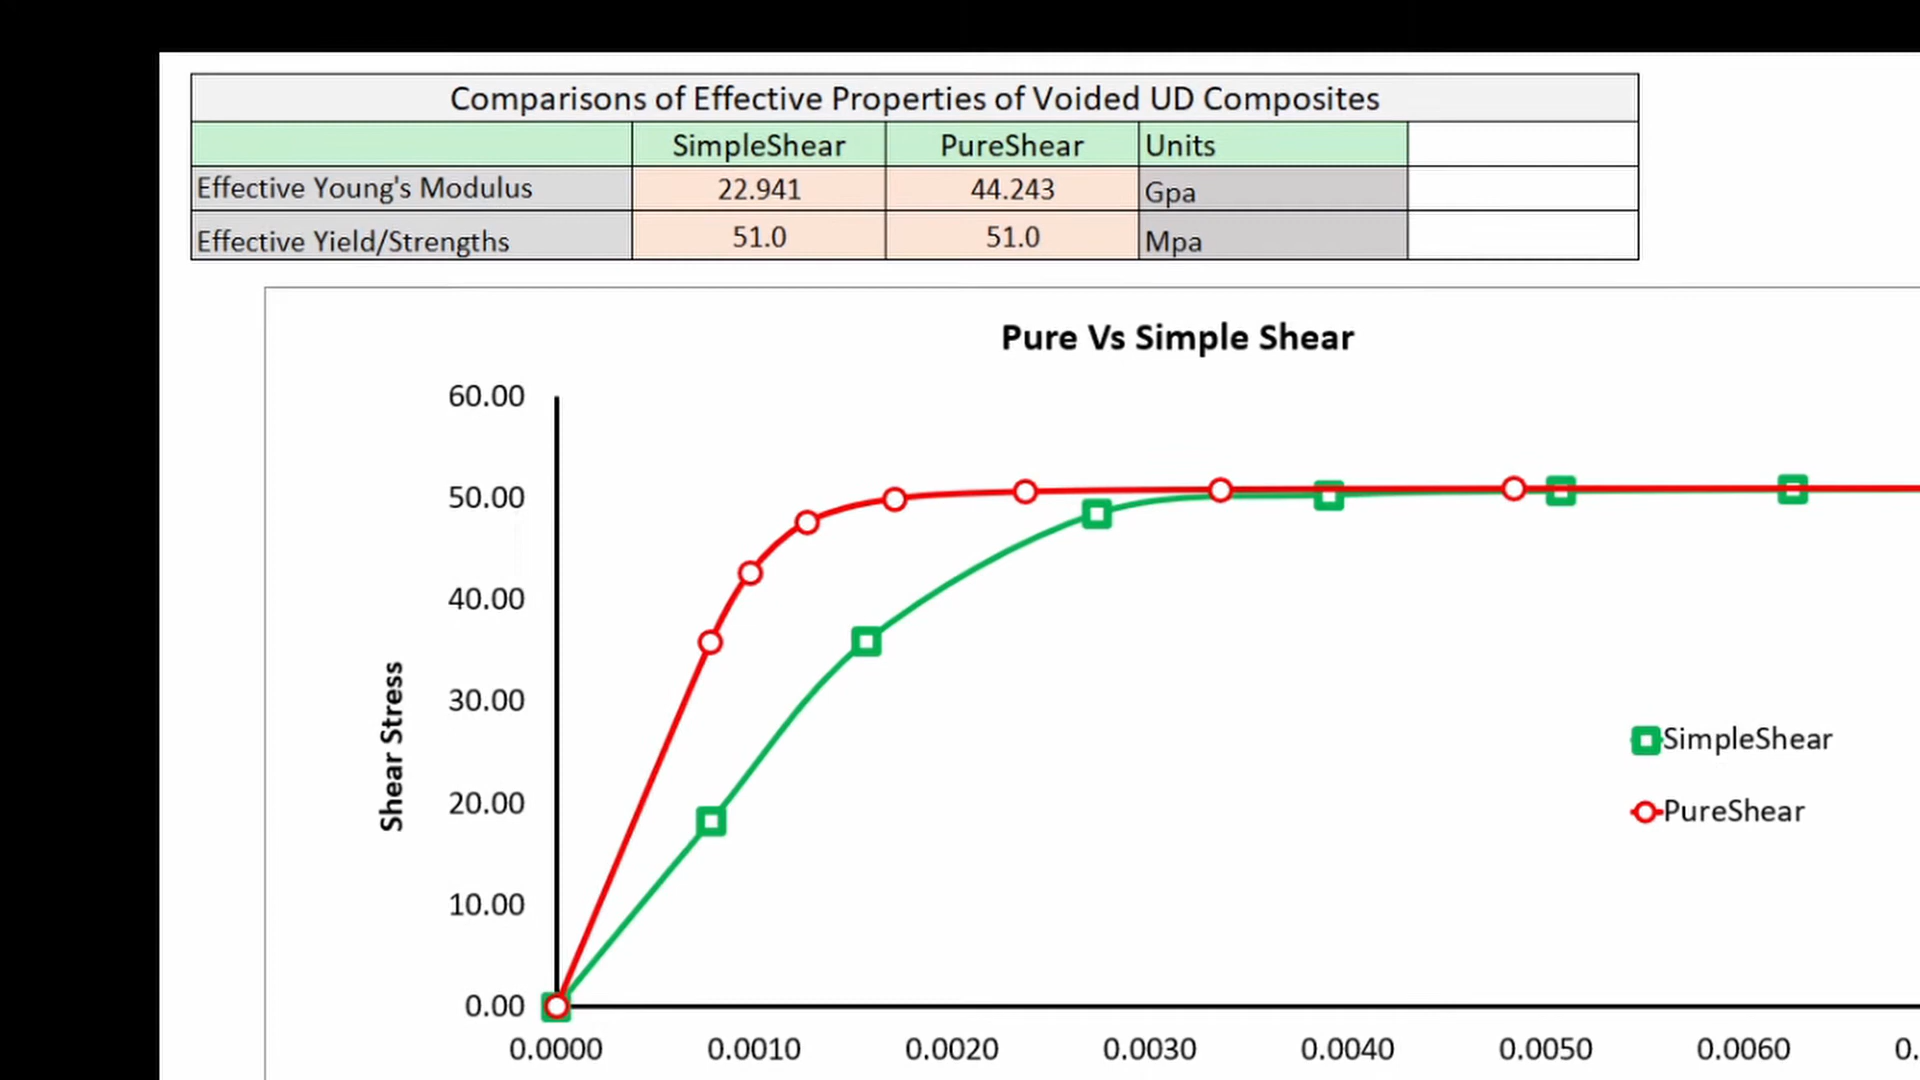 Comparisons of Effective Properties of Voided UD Composites
SimpleShear PureShear Units
Effective Young's Modulus 22.941 44.243 Gpa
Effective Yield/Strengths 51.0 51.0 Mpa
Pure Vs Simple Shear
60.00
50.00
40.00
30.00
20.00
10.00
0.00
Shear Stress
SimpleShear
PureShear
0.0000 0.0010 0.0020 0.0030 0.0040 0.0050 0.0060 0.